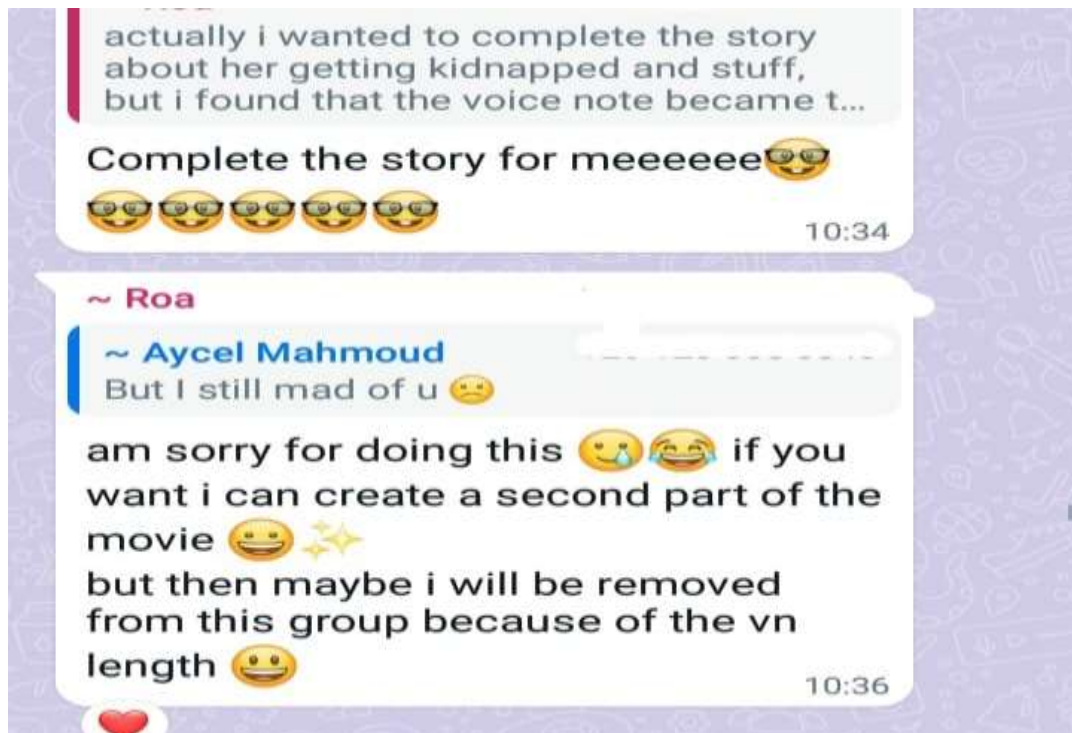 actually i wanted to complete the story
about her getting kidnapped and stuff,
but i found that the voice note became t...
Complete the story for meeeeee🤓
🤓🤓🤓🤓🤓
10:34
~ Roa
~ Aycel Mahmoud
But I still mad of u 🙁
am sorry for doing this 🥲😂 if you
want i can create a second part of the
movie 😀✨
but then maybe i will be removed
from this group because of the vn
length 😀
10:36